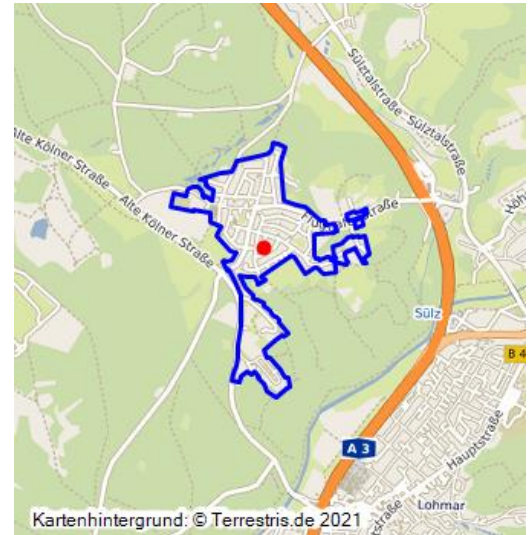 Sülztalstraße
Sülztalstraße
Alte Kölner Straße
Alte Kölner Straße
Sülz
B 4
A 3
Hauptstraße
Lohmar
Kartenhintergrund: © Terrestris.de 2021